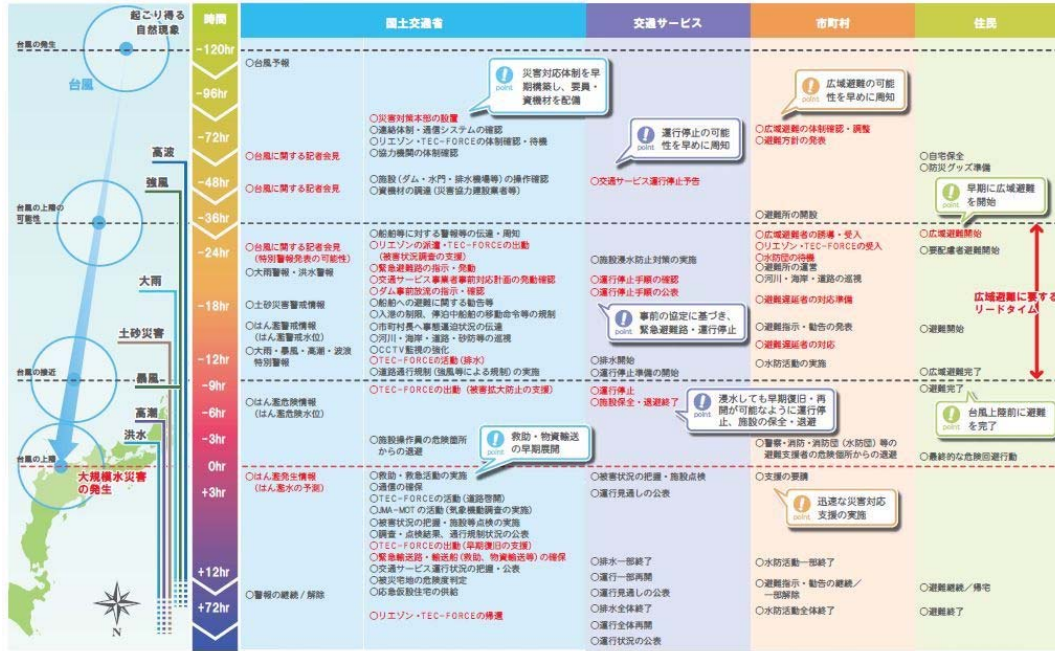 起こり得る
自然現象
時間
国土交通省
交通サービス
市町村
住民
台風の発生
台風
高波
強風
台風の上陸の
可能性
大雨
土砂災害
台風の接近
暴風
高潮
洪水
台風の上陸
大規模水災害
の発生
N
-120hr
-96hr
-72hr
-48hr
-36hr
-24hr
-18hr
-12hr
-9hr
-6hr
-3hr
0hr
+3hr
+12hr
+72hr
○台風予報
○台風に関する記者会見
○台風に関する記者会見
○台風に関する記者会見
(特別警報発表の可能性)
○大雨警報・洪水警報
○土砂災害警戒情報
○はん濫警戒情報
(はん濫警戒水位)
○大雨・暴風・高潮・波浪
特別警報
○はん濫危険情報
(はん濫危険水位)
○はん濫発生情報
(はん濫水の予測)
○警報の継続/解除
point
災害対応体制を早
期構築し、要員・
資機材を配備
○災害対策本部の設置
○連絡体制・通信システムの確認
○リエゾン・TEC-FORCEの体制確認・待機
○協力機関の体制確認
○施設(ダム・水門・排水機場等)の操作確認
○資機材の調達(災害協力建設業者等)
○船舶等に対する警報等の伝達・周知
○リエゾンの派遣・TEC-FORCEの出動
(被害状況調査の支援)
○緊急避難路の指示・発動
○交通サービス事業者事前対応計画の発動確認
○ダム事前放流の指示・確認
○船舶への避難に関する勧告等
○入港の制限、停泊中船舶の移動命令等の規制
○市町村長へ事態逼迫状況の伝達
○河川・海岸・道路・砂防等の巡視
○CCTV監視の強化
○TEC-FORCEの活動(排水)
○道路通行規制(強風等による規制)の実施
○TEC-FORCEの出動(被害拡大防止の支援)
○施設操作員の危険箇所
からの退避
point
救助・物資輸送
の早期展開
○救助・救急活動の実施
○通信の確保
○TEC-FORCEの活動(道路啓開)
○JMA-MOTの活動(気象機動調査の実施)
○被害状況の把握・施設等点検の実施
○調査・点検結果、通行規制状況の公表
○TEC-FORCEの出動(早期復旧の支援)
○緊急輸送路・輸送船(救助、物資輸送等)の確保
○交通サービス運行状況の把握・公表
○被災宅地の危険度判定
○応急仮設住宅の供給
○リエゾン・TEC-FORCEの帰還
point
運行停止の可能
性を早めに周知
○交通サービス運行停止予告
○施設浸水防止対策の実施
○運行停止手順の確認
○運行停止手順の公表
point
事前の協定に基づき、
緊急避難路・運行停止
○排水開始
○運行停止準備の開始
○運行停止
○施設保全・退避終了
point
浸水しても早期復旧・再
開が可能なように運行停
止、施設の保全・退避
○被害状況の把握・施設点検
○運行見通しの公表
○排水一部終了
○運行一部再開
○運行見通しの公表
○排水全体終了
○運行全体再開
○運行状況の公表
point
広域避難の可能
性を早めに周知
○広域避難の体制確認・調整
○避難方針の発表
○避難所の開設
○広域避難者の誘導・受入
○リエゾン・TEC-FORCEの受入
○水防団の待機
○避難所の運営
○河川・海岸・道路の巡視
○避難遅延者の対応準備
○避難指示・勧告の発表
○避難遅延者の対応
○水防活動の実施
○警察・消防・消防団(水防団)等の
避難支援者の危険箇所からの退避
○支援の要請
point
迅速な災害対応
支援の実施
○水防活動一部終了
○避難指示・勧告の継続/
一部解除
○水防活動全体終了
○自宅保全
○防災グッズ準備
point
早期に広域避難
を開始
○広域避難開始
○要配慮者避難開始
広域避難に要する
リードタイム
○避難開始
○広域避難完了
○避難完了
point
台風上陸前に避難
を完了
○最終的な危険回避行動
○避難継続/帰宅
○避難終了